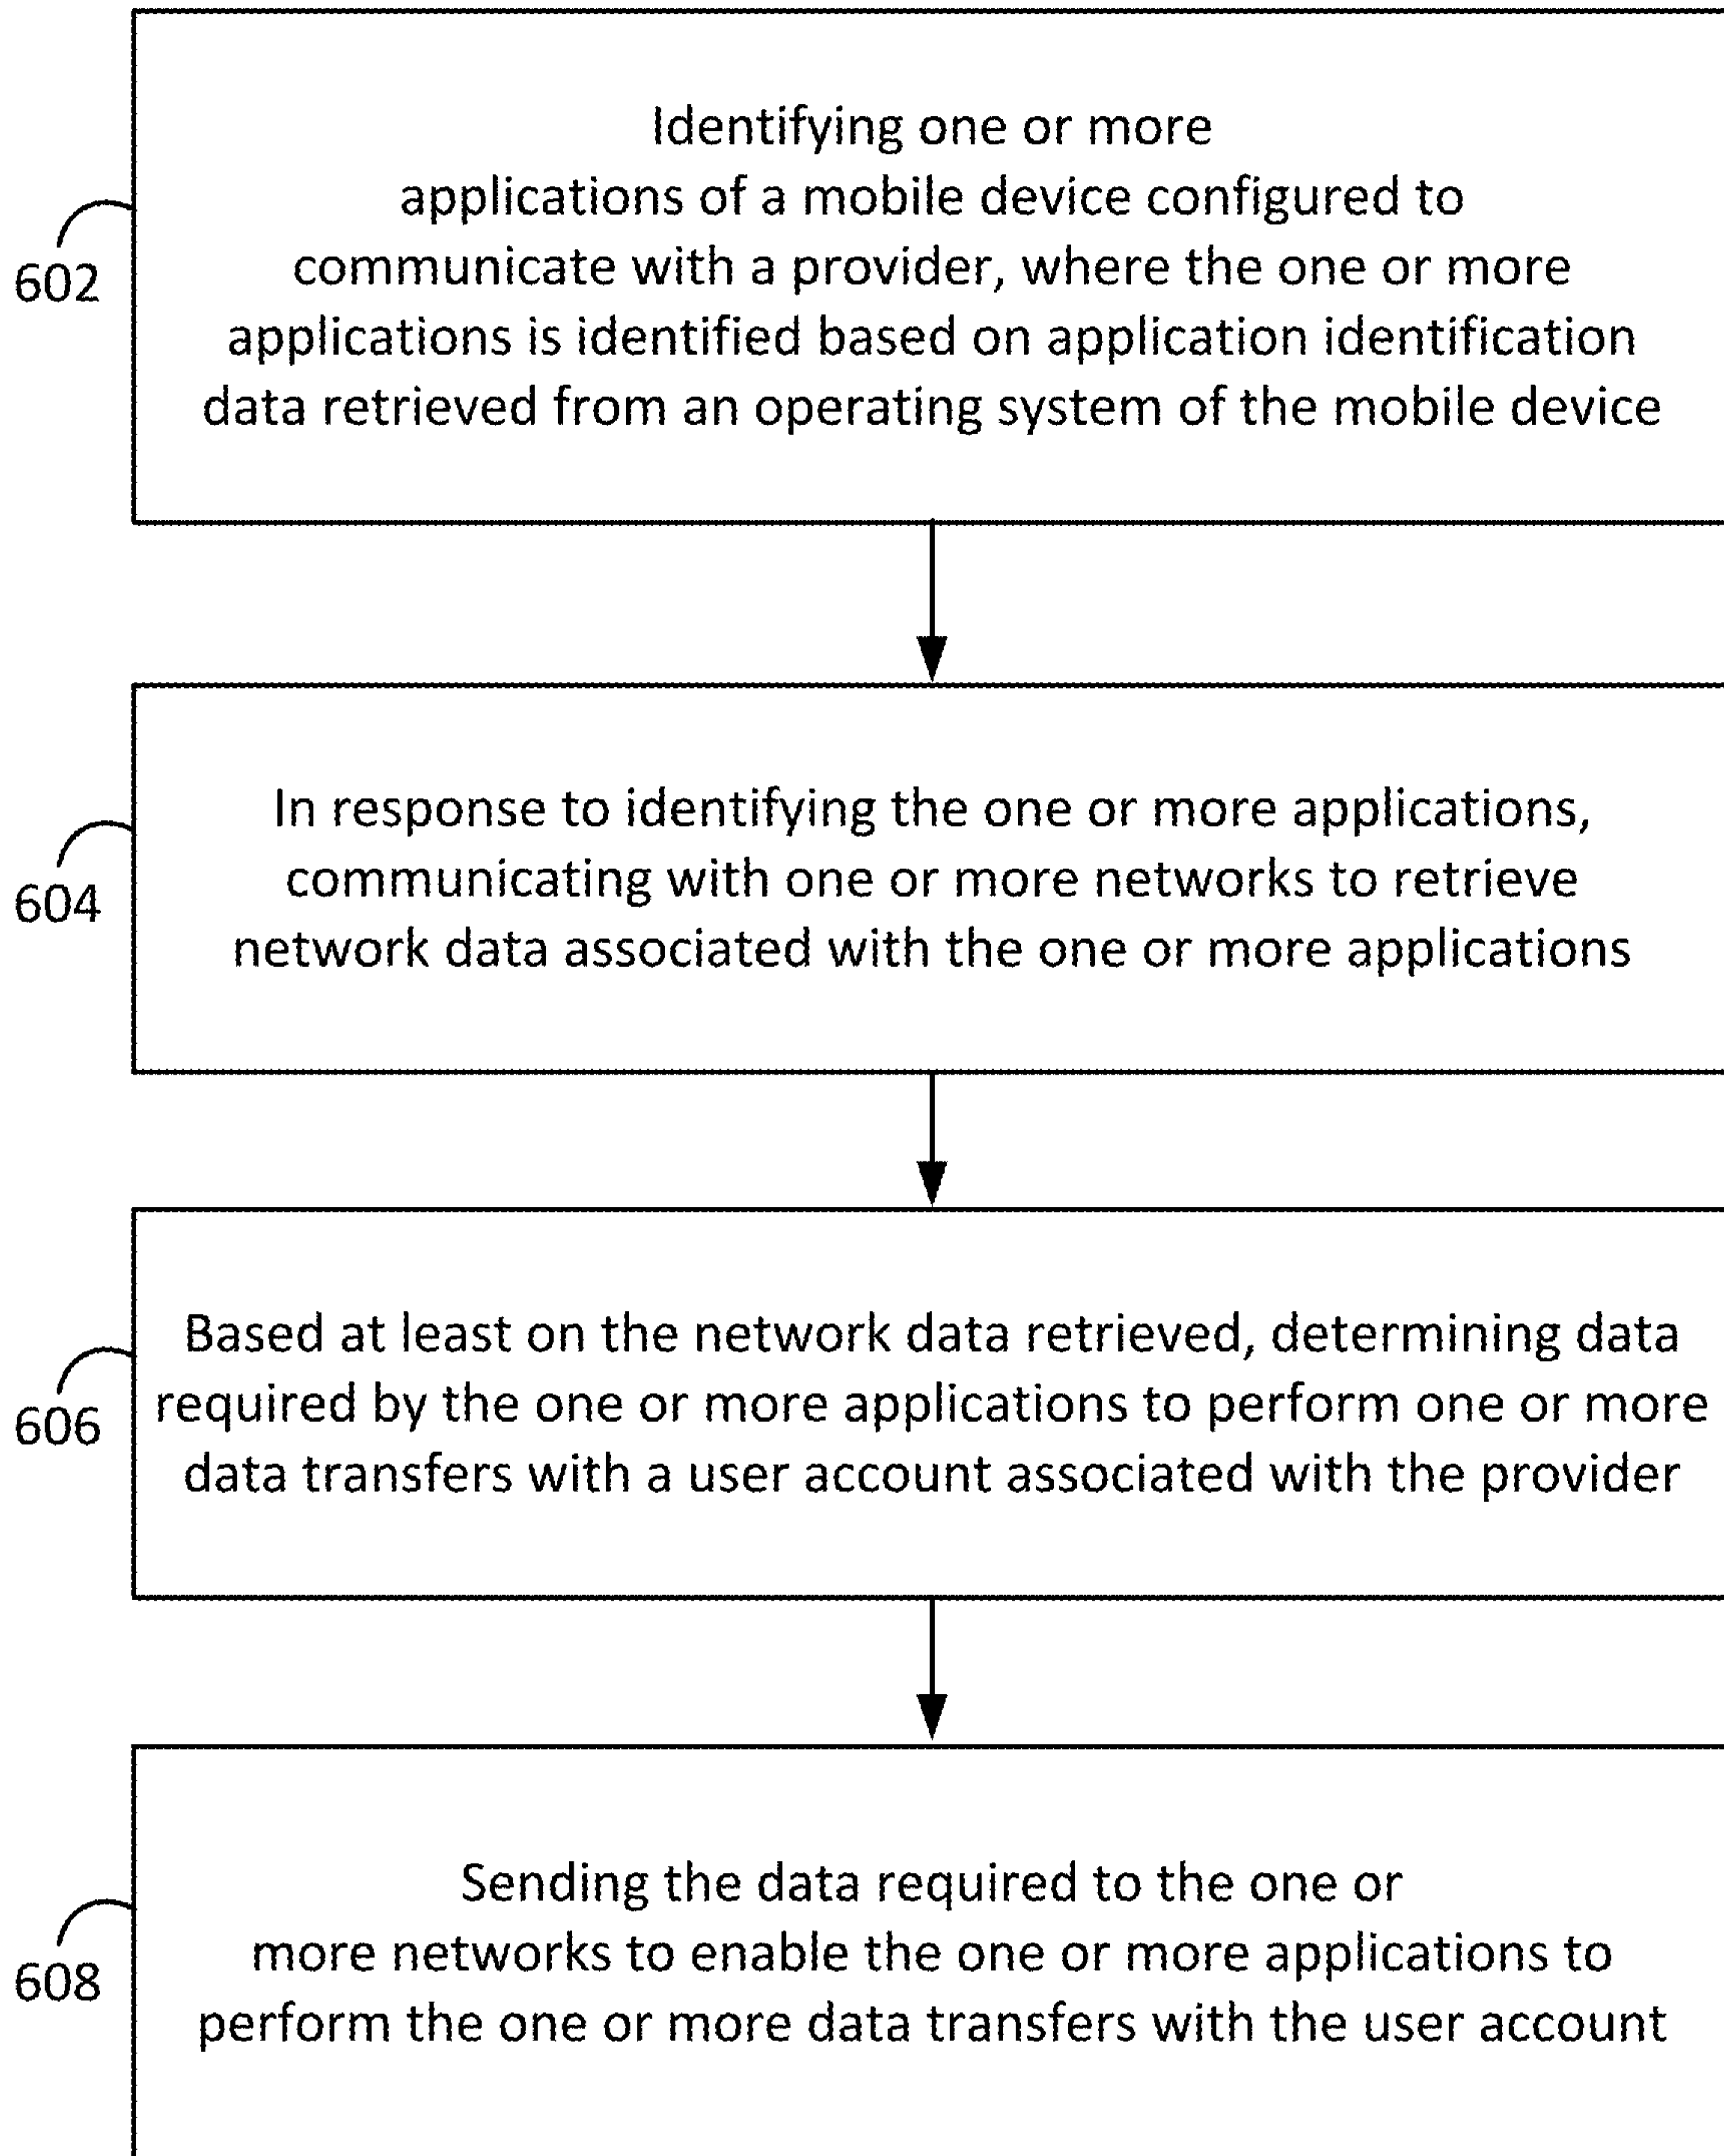 Identifying one or more
applications of a mobile device configured to
communicate with a provider, where the one or more
applications is identified based on application identification
data retrieved from an operating system of the mobile device
602
In response to identifying the one or more applications,
communicating with one or more networks to retrieve
network data associated with the one or more applications
604
Based at least on the network data retrieved, determining data
required by the one or more applications to perform one or more
data transfers with a user account associated with the provider
606
Sending the data required to the one or
more networks to enable the one or more applications to
perform the one or more data transfers with the user account
608